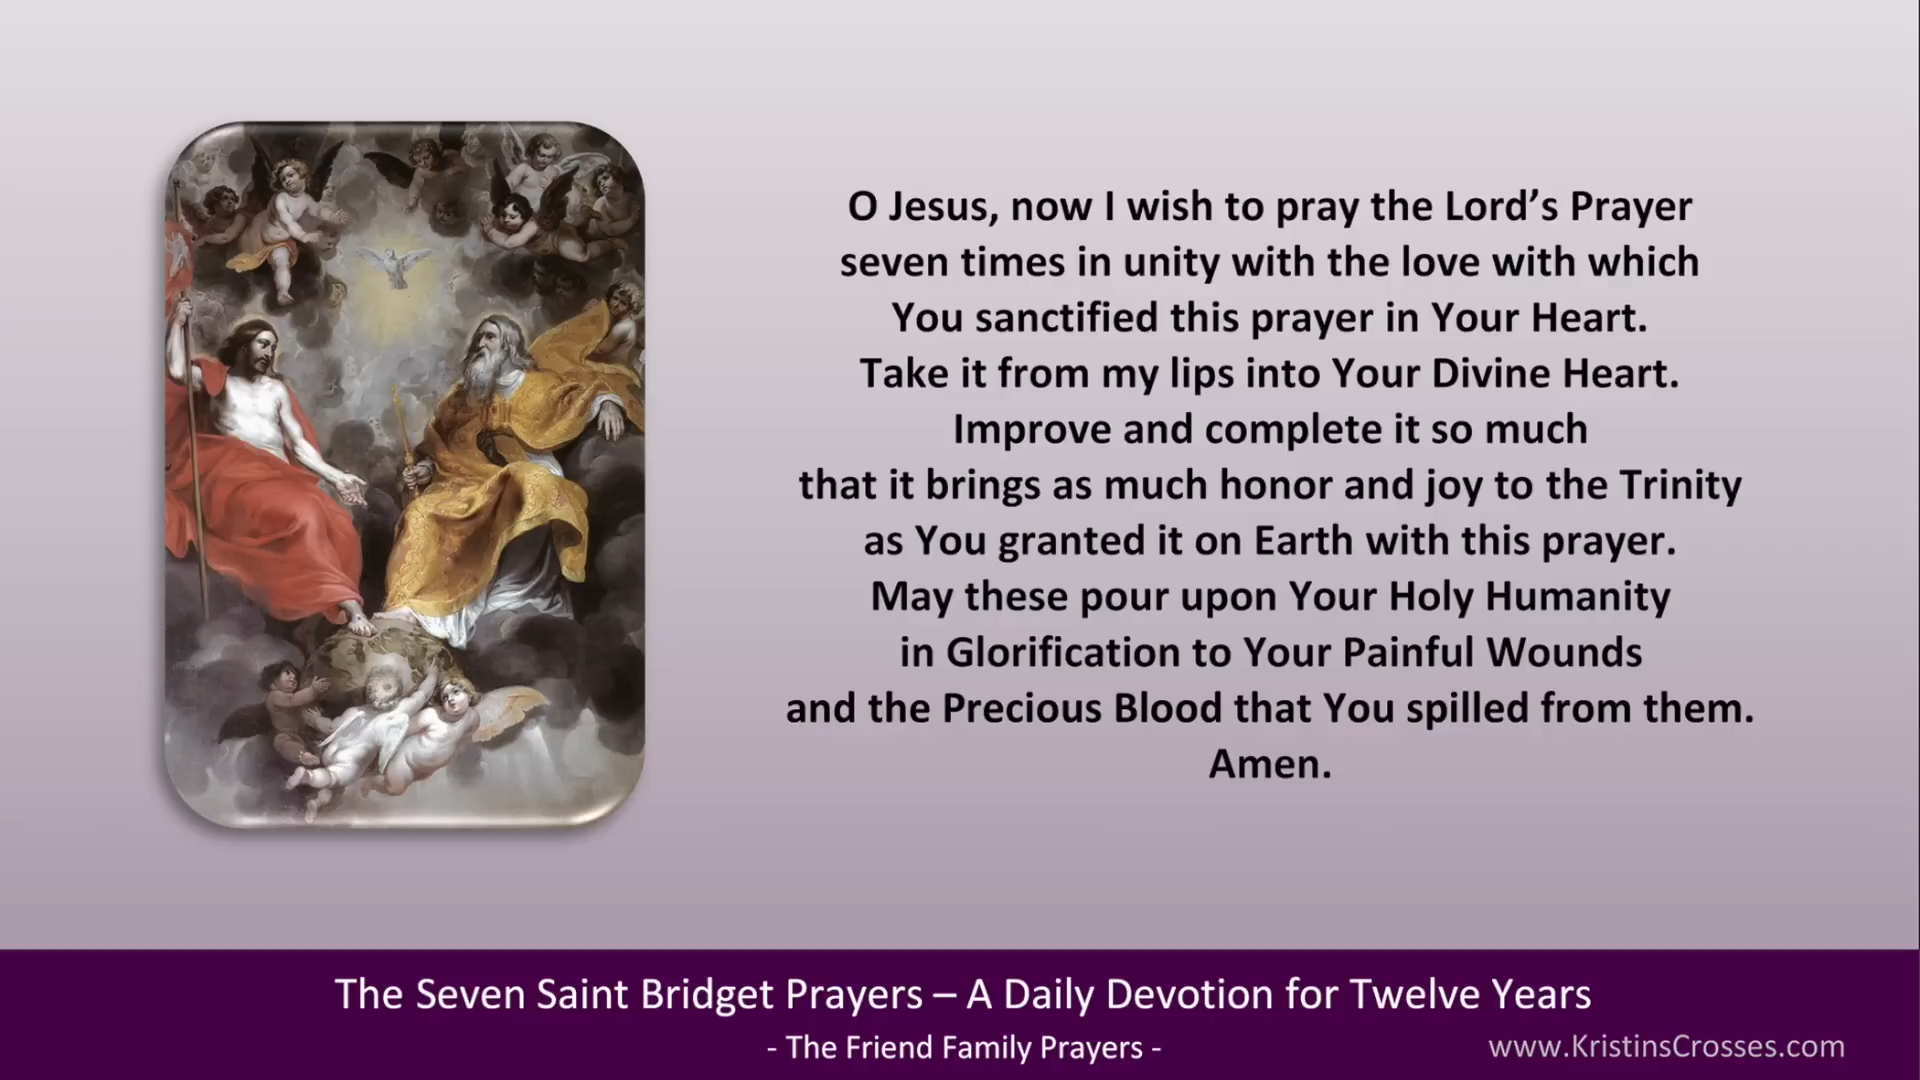 O Jesus, now I wish to pray the Lord’s Prayer
seven times in unity with the love with which
You sanctified this prayer in Your Heart.
Take it from my lips into Your Divine Heart.
Improve and complete it so much
that it brings as much honor and joy to the Trinity
as You granted it on Earth with this prayer.
May these pour upon Your Holy Humanity
in Glorification to Your Painful Wounds
and the Precious Blood that You spilled from them.
Amen.
The Seven Saint Bridget Prayers – A Daily Devotion for Twelve Years
- The Friend Family Prayers -
www.KristinsCrosses.com